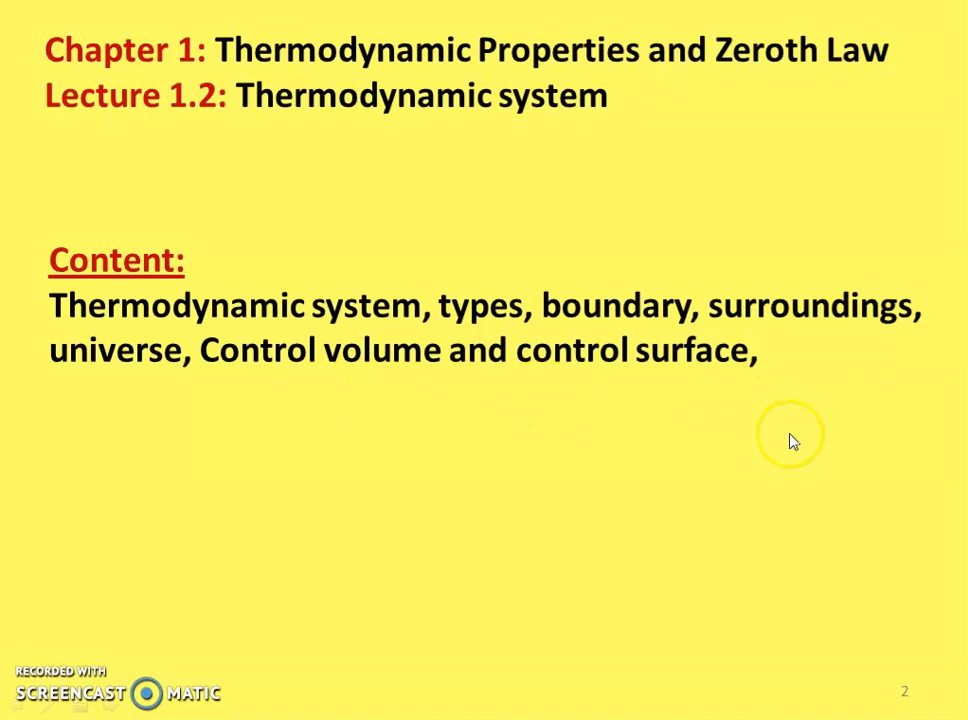 Chapter 1: Thermodynamic Properties and Zeroth Law
Lecture 1.2: Thermodynamic system
Content:
Thermodynamic system, types, boundary, surroundings,
universe, Control volume and control surface,
RECORDED WITH
SCREENCAST MATIC
2